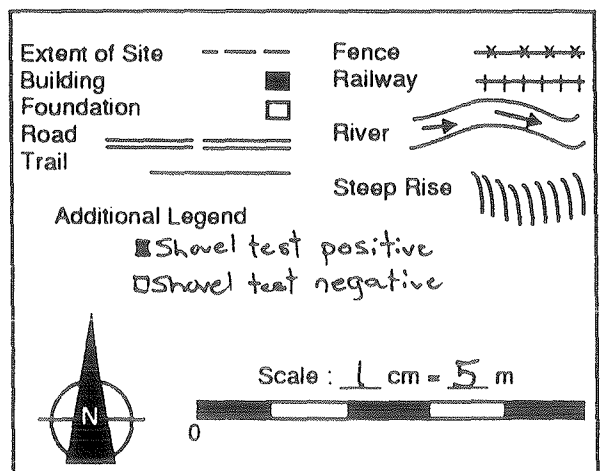 Extent of Site
Building
Foundation
Road
Trail
Fence
Railway
River
Steep Rise
Additional Legend
Shovel test positive
Shovel test negative
N
Scale : 1 cm = 5 m
0